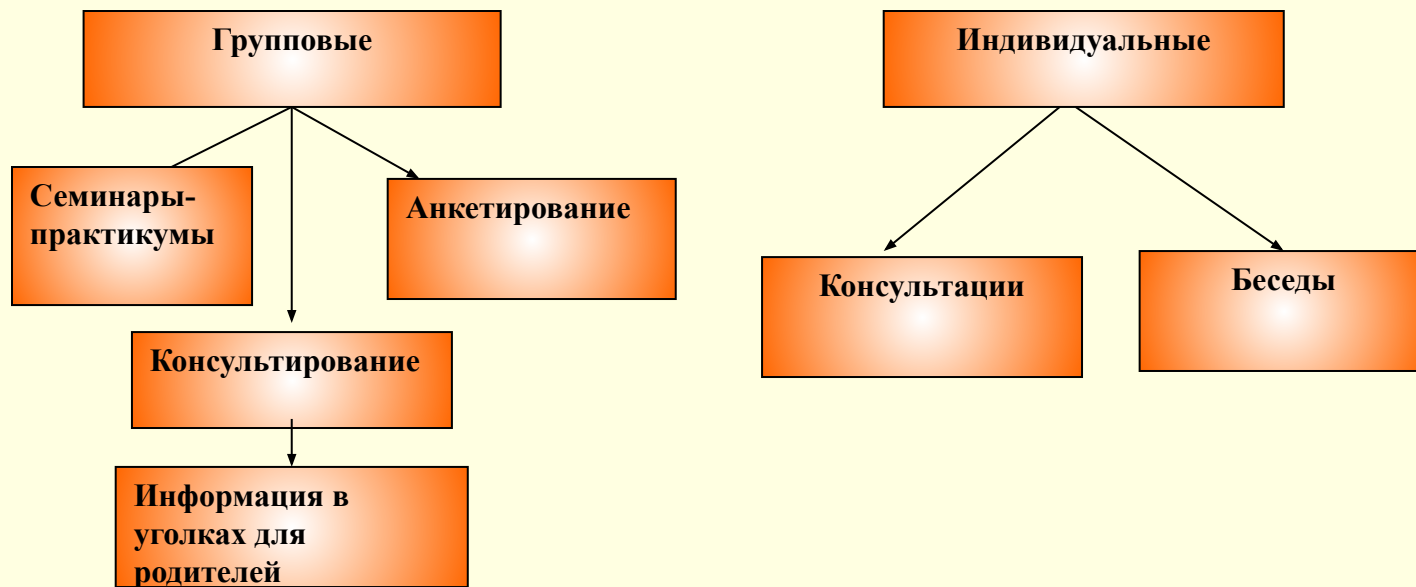 Групповые
Индивидуальные
Семинары-
практикумы
Анкетирование
Консультации
Беседы
Консультирование
Информация в
уголках для
родителей